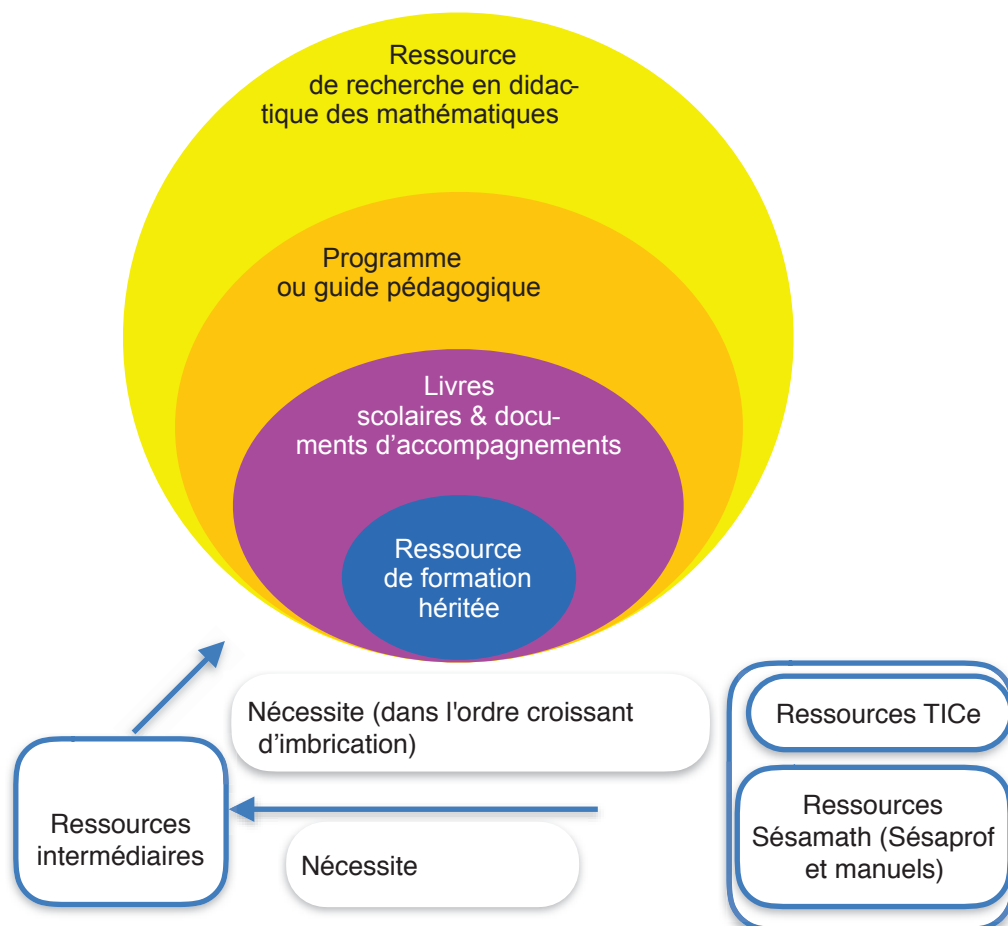 Ressource
de recherche en didac-
tique des mathématiques
Programme
ou guide pédagogique
Livres
scolaires & docu-
ments d'accompagnements
Ressource
de formation
héritée
Nécessite (dans l'ordre croissant
d'imbrication)
Ressources TICe
Ressources
intermédiaires
Nécessite
Ressources
Sésamath (Sésaprof
et manuels)